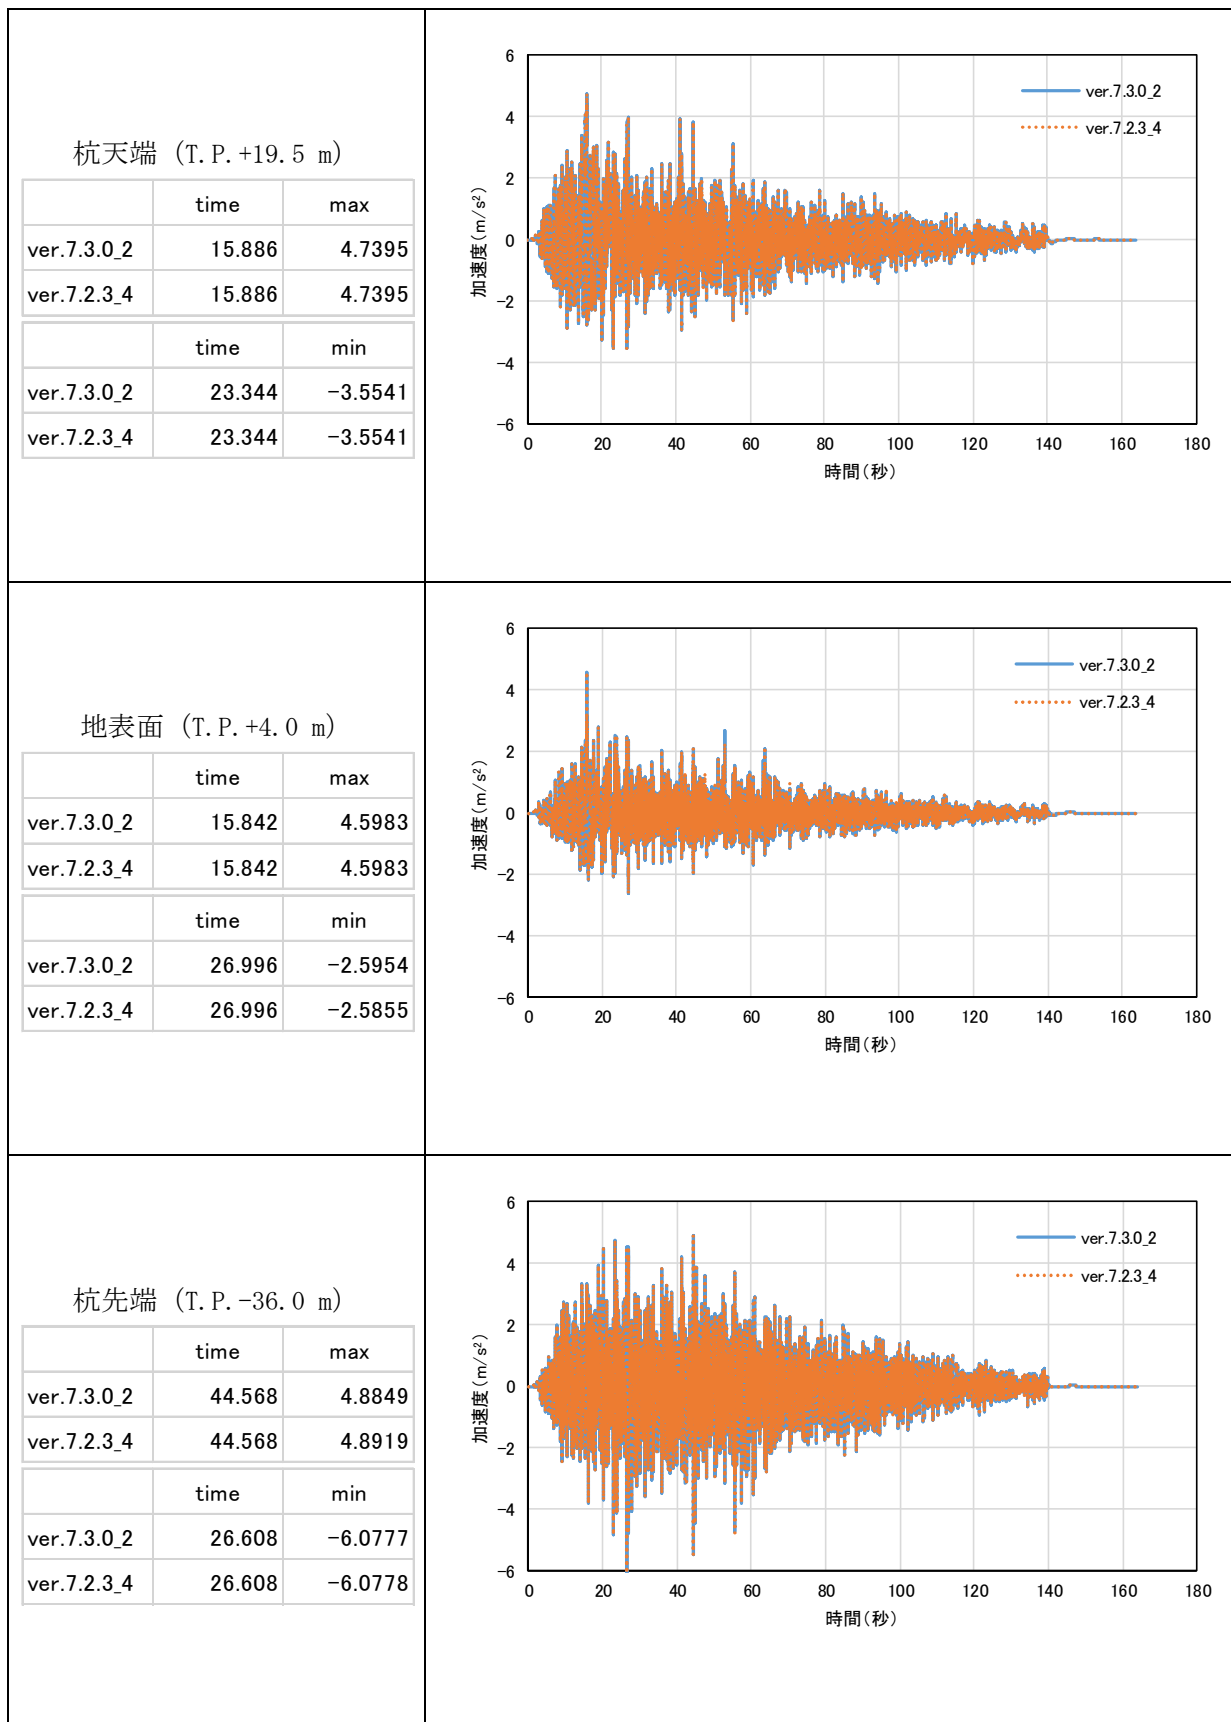 杭天端 (T.P.+19.5 m)
time max
ver.7.3.0_2 15.886 4.7395
ver.7.2.3_4 15.886 4.7395
time min
ver.7.3.0_2 23.344 −3.5541
ver.7.2.3_4 23.344 −3.5541
6
4
2
0
−2
−4
−6
加速度(m/s²)
ver.7.3.0_2
ver.7.2.3_4
0 20 40 60 80 100 120 140 160 180
時間(秒)
地表面 (T.P.+4.0 m)
time max
ver.7.3.0_2 15.842 4.5983
ver.7.2.3_4 15.842 4.5983
time min
ver.7.3.0_2 26.996 −2.5954
ver.7.2.3_4 26.996 −2.5855
6
4
2
0
−2
−4
−6
加速度(m/s²)
ver.7.3.0_2
ver.7.2.3_4
0 20 40 60 80 100 120 140 160 180
時間(秒)
杭先端 (T.P.-36.0 m)
time max
ver.7.3.0_2 44.568 4.8849
ver.7.2.3_4 44.568 4.8919
time min
ver.7.3.0_2 26.608 −6.0777
ver.7.2.3_4 26.608 −6.0778
6
4
2
0
−2
−4
−6
加速度(m/s²)
ver.7.3.0_2
ver.7.2.3_4
0 20 40 60 80 100 120 140 160 180
時間(秒)